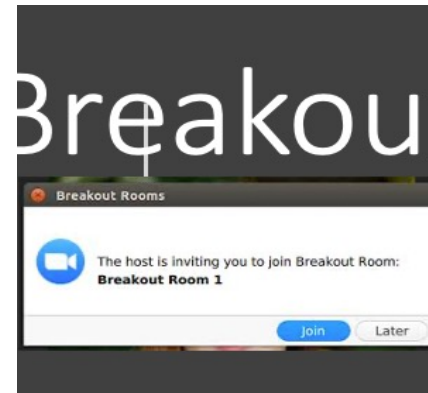 Breakou
Breakout Rooms
The host is inviting you to join Breakout Room:
Breakout Room 1
Join Later